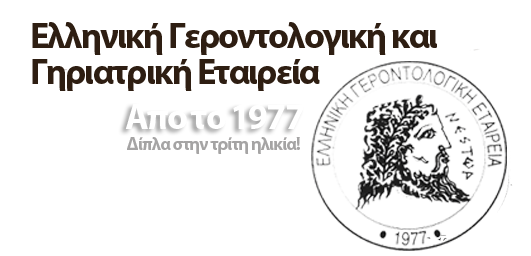 Ελληνική Γεροντολογική και
Γηριατρική Εταιρεία
Απο το 1977
Δίπλα στην τρίτη ηλικία!
ΕΛΛΗΝΙΚΗ ΓΕΡΟΝΤΟΛΟΓΙΚΗ ΕΤΑΙΡΕΙΑ
ΝΕΣΤΩΡ
• 1977 •